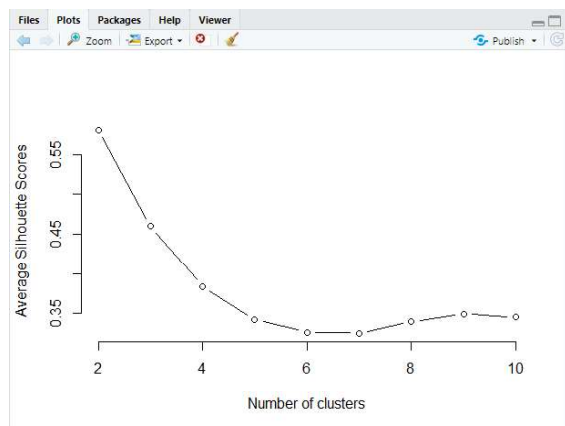 Files Plots Packages Help Viewer
Zoom Export Publish
Average Silhouette Scores
0.55
0.45
0.35
2 4 6 8 10
Number of clusters